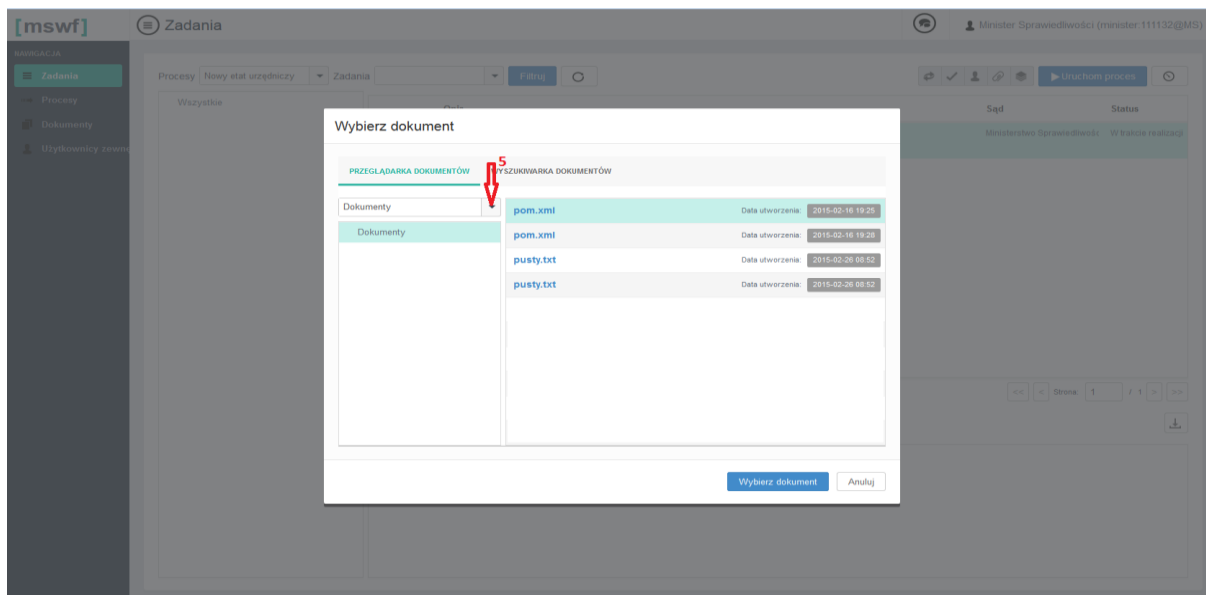 [mswf]
Zadania
Minister Sprawiedliwości (minister.111132@MS)
NAWIGACJA
Zadania
Procesy
Dokumenty
Użytkownicy zewnę
Procesy Nowy etat urzędniczy Zadania Filtruj Uruchom proces
Wszystkie
Opis Sąd Status
Ministerstwo Sprawiedliwośc W trakcie realizacji
Wybierz dokument
5
PRZEGLĄDARKA DOKUMENTÓW WYSZUKIWARKA DOKUMENTÓW
Dokumenty
Dokumenty
pom.xml Data utworzenia: 2015-02-16 19:25
pom.xml Data utworzenia: 2015-02-16 19:28
pusty.txt Data utworzenia: 2015-02-26 08:52
pusty.txt Data utworzenia: 2015-02-26 08:52
<< < Strona 1 / 1 > >>
Wybierz dokument Anuluj